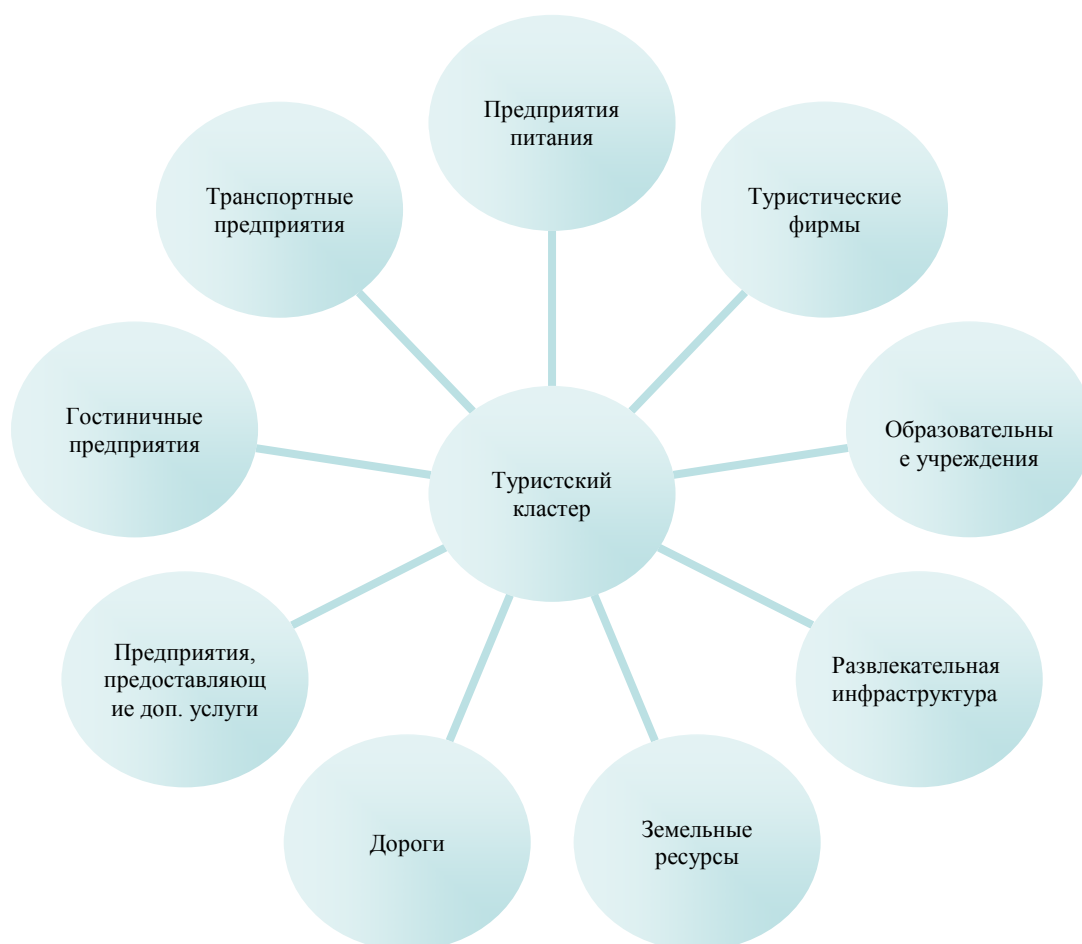 Предприятия
питания
Туристические
фирмы
Образовательны
е учреждения
Развлекательная
инфраструктура
Земельные
ресурсы
Дороги
Предприятия,
предоставляющ
ие доп. услуги
Гостиничные
предприятия
Транспортные
предприятия
Туристский
кластер